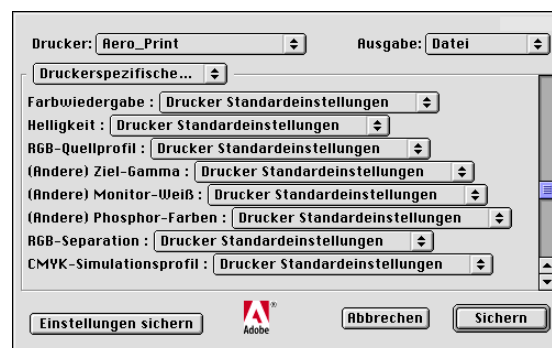 Drucker: Aero_Print Ausgabe: Datei
Druckerspezifische...
Farbwiedergabe : Drucker Standardeinstellungen
Helligkeit : Drucker Standardeinstellungen
RGB-Quellprofil : Drucker Standardeinstellungen
(Andere) Ziel-Gamma : Drucker Standardeinstellungen
(Andere) Monitor-Weiß : Drucker Standardeinstellungen
(Andere) Phosphor-Farben : Drucker Standardeinstellungen
RGB-Separation : Drucker Standardeinstellungen
CMYK-Simulationsprofil : Drucker Standardeinstellungen
Einstellungen sichern Adobe® Abbrechen Sichern